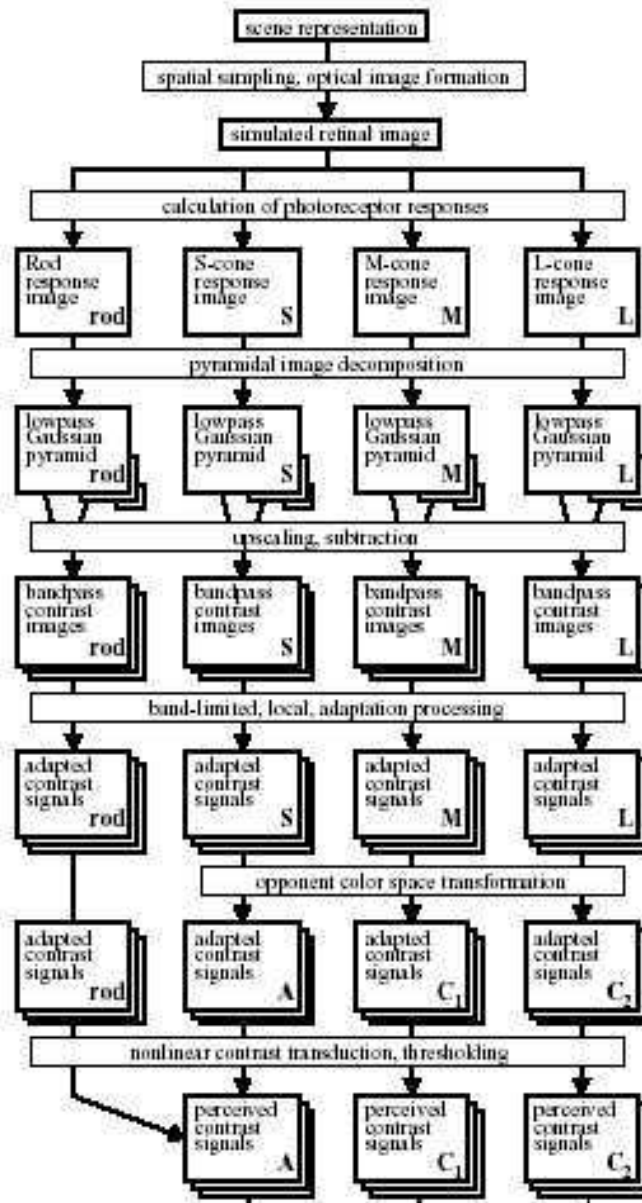 scene representation
spatial sampling, optical image formation
simulated retinal image
calculation of photoreceptor responses
Rod
response
image
rod
S-cone
response
image
S
M-cone
response
image
M
L-cone
response
image
L
pyramidal image decomposition
lowpass
Gaussian
pyramid
rod
lowpass
Gaussian
pyramid
S
lowpass
Gaussian
pyramid
M
lowpass
Gaussian
pyramid
L
upscaling, subtraction
bandpass
contrast
images
rod
bandpass
contrast
images
S
bandpass
contrast
images
M
bandpass
contrast
images
L
band-limited, local, adaptation processing
adapted
contrast
signals
rod
adapted
contrast
signals
S
adapted
contrast
signals
M
adapted
contrast
signals
L
opponent color space transformation
adapted
contrast
signals
rod
adapted
contrast
signals
A
adapted
contrast
signals
C1
adapted
contrast
signals
C2
nonlinear contrast transduction, thresholding
perceived
contrast
signals
A
perceived
contrast
signals
C1
perceived
contrast
signals
C2